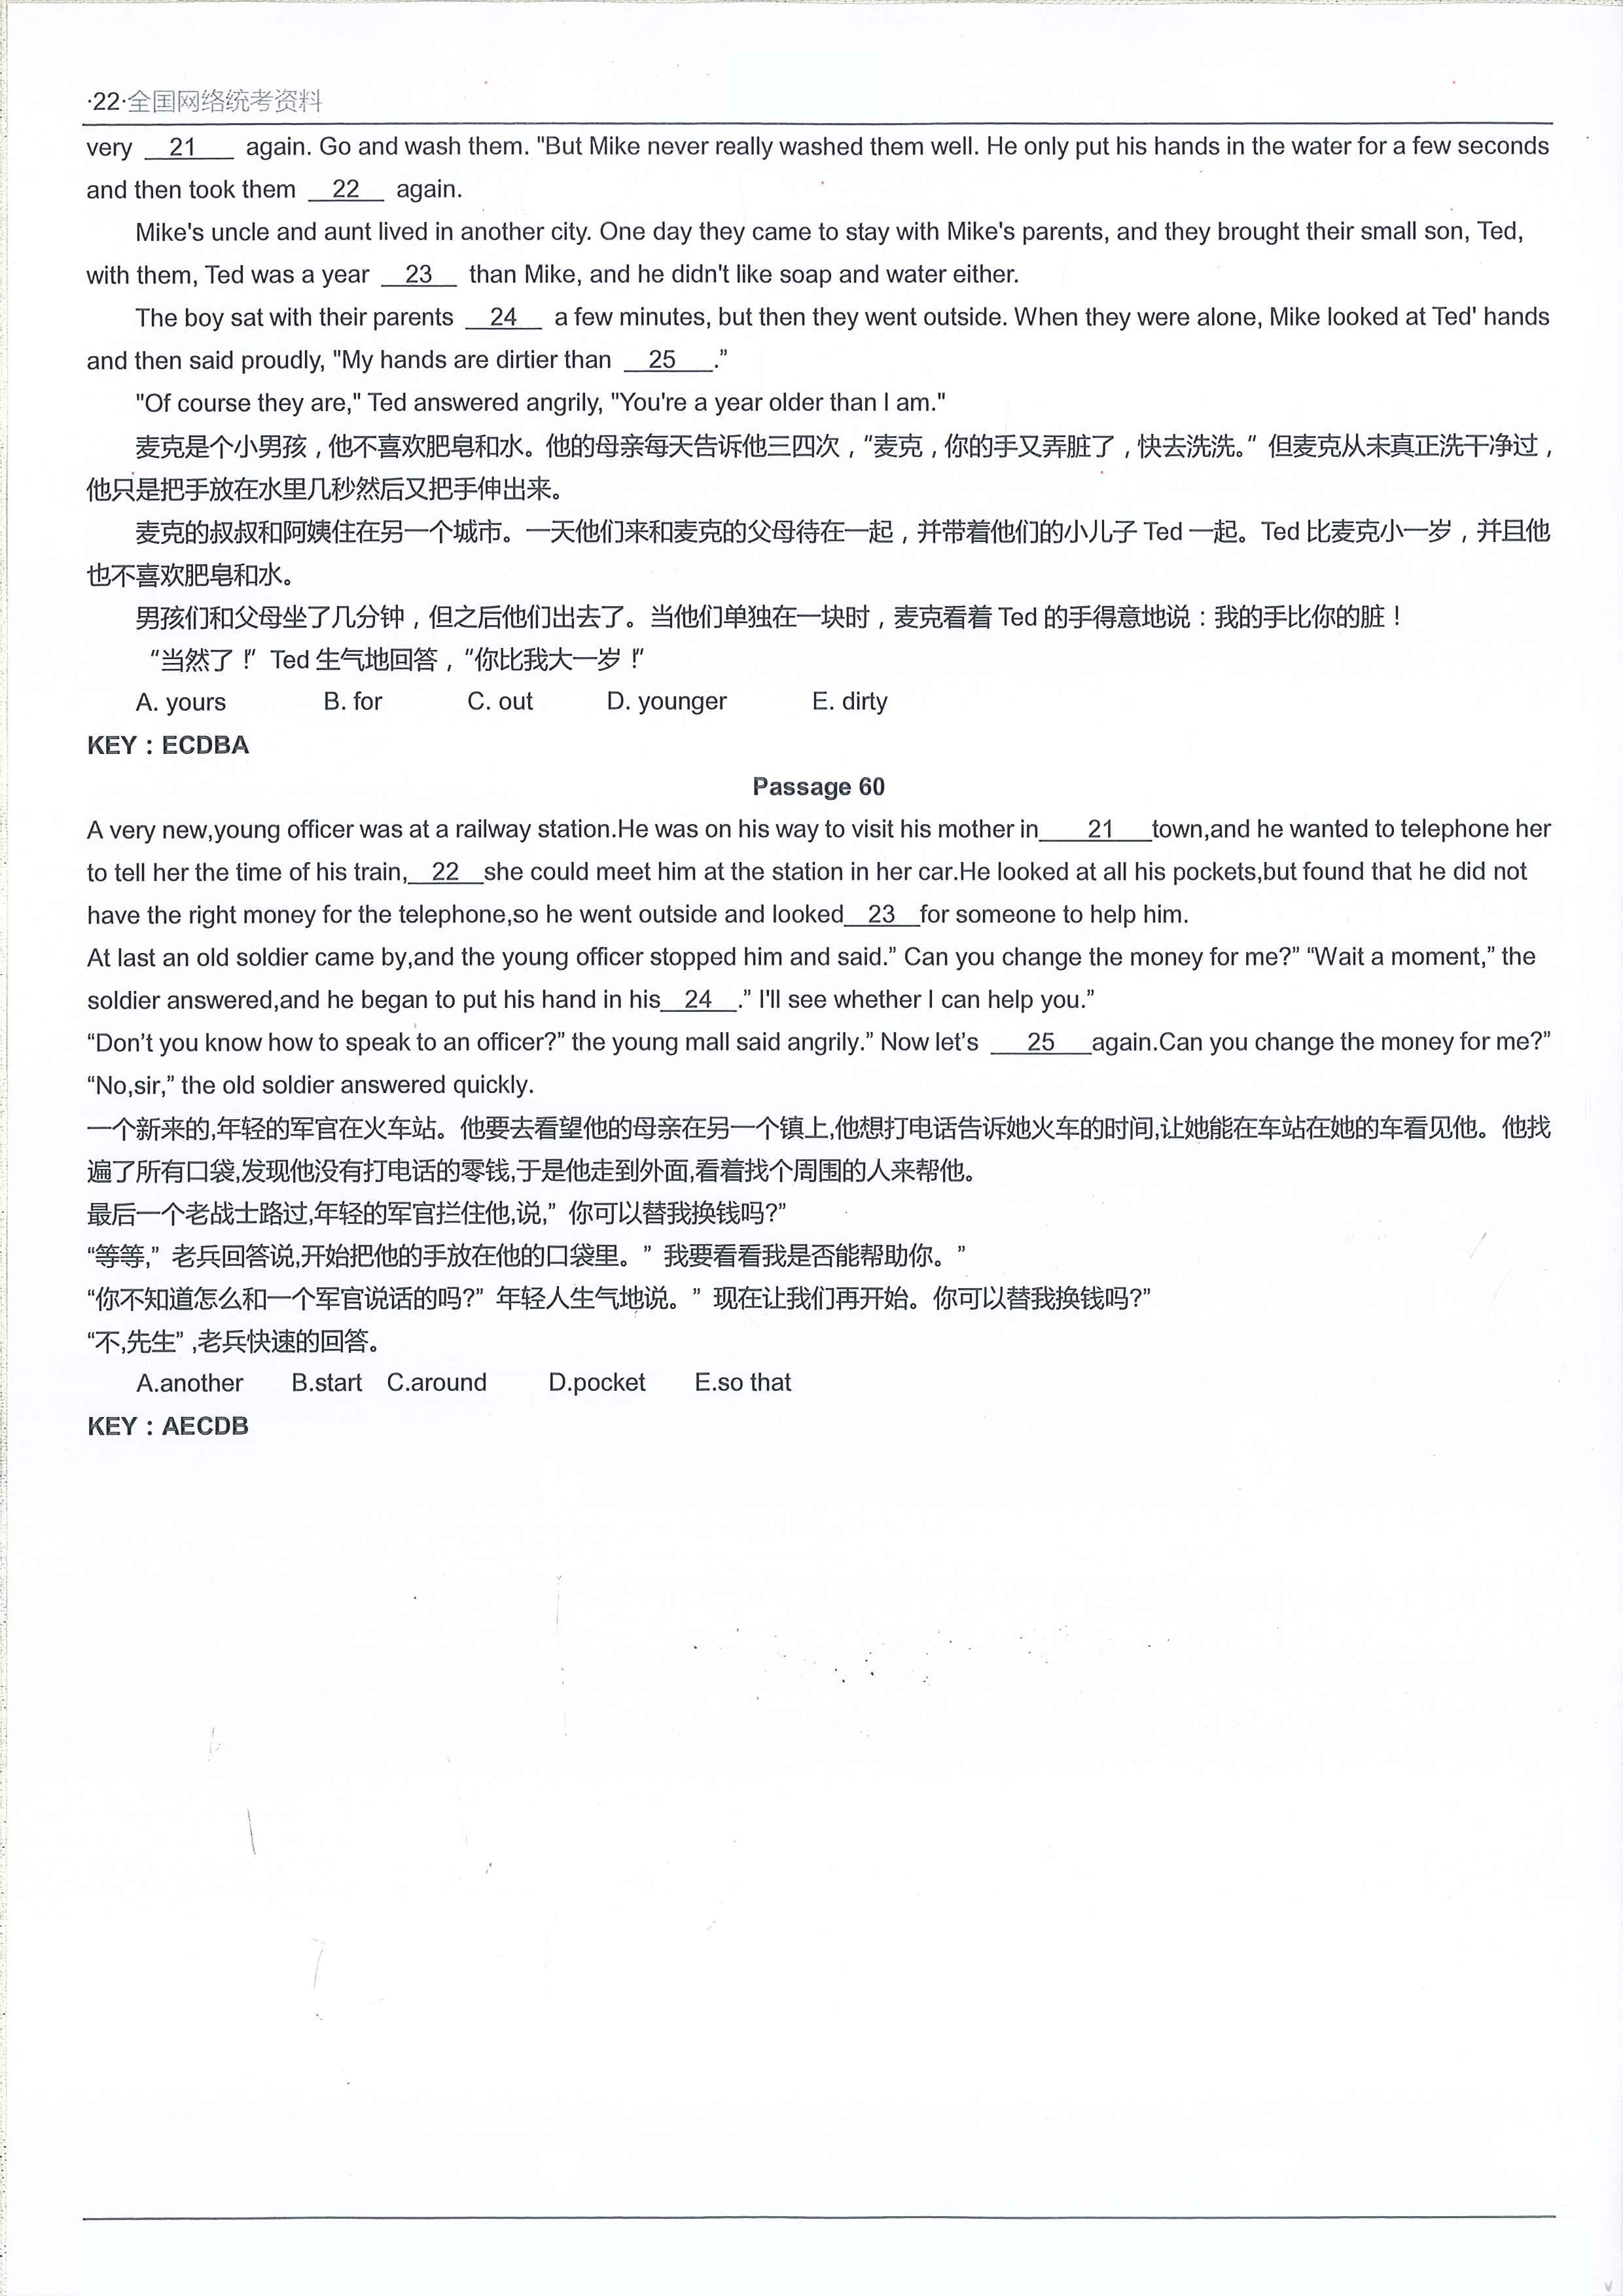 ·22·全国网络统考资料
very 21 again. Go and wash them. "But Mike never really washed them well. He only put his hands in the water for a few seconds
and then took them 22 again.
Mike's uncle and aunt lived in another city. One day they came to stay with Mike's parents, and they brought their small son, Ted,
with them, Ted was a year 23 than Mike, and he didn't like soap and water either.
The boy sat with their parents 24 a few minutes, but then they went outside. When they were alone, Mike looked at Ted' hands
and then said proudly, "My hands are dirtier than 25 .”
"Of course they are," Ted answered angrily, "You're a year older than I am."
麦克是个小男孩，他不喜欢肥皂和水。他的母亲每天告诉他三四次，“麦克，你的手又弄脏了，快去洗洗。”但麦克从未真正洗干净过，
他只是把手放在水里几秒然后又把手伸出来。
麦克的叔叔和阿姨住在另一个城市。一天他们来和麦克的父母待在一起，并带着他们的小儿子 Ted 一起。Ted 比麦克小一岁，并且他
也不喜欢肥皂和水。
男孩们和父母坐了几分钟，但之后他们出去了。当他们单独在一块时，麦克看着 Ted 的手得意地说：我的手比你的脏！
“当然了！” Ted 生气地回答，“你比我大一岁！”
A. yours B. for C. out D. younger E. dirty
KEY：ECDBA
Passage 60
A very new,young officer was at a railway station.He was on his way to visit his mother in 21 town,and he wanted to telephone her
to tell her the time of his train, 22 she could meet him at the station in her car.He looked at all his pockets,but found that he did not
have the right money for the telephone,so he went outside and looked 23 for someone to help him.
At last an old soldier came by,and the young officer stopped him and said.” Can you change the money for me?” “Wait a moment,” the
soldier answered,and he began to put his hand in his 24 .” I'll see whether I can help you.”
“Don’t you know how to speak to an officer?” the young mall said angrily.” Now let’s 25 again.Can you change the money for me?”
“No,sir,” the old soldier answered quickly.
一个新来的,年轻的军官在火车站。他要去看望他的母亲在另一个镇上,他想打电话告诉她火车的时间,让她能在车站在她的车看见他。他找
遍了所有口袋,发现他没有打电话的零钱,于是他走到外面,看着找个周围的人来帮他。
最后一个老战士路过,年轻的军官拦住他,说,” 你可以替我换钱吗?”
“等等,” 老兵回答说,开始把他的手放在他的口袋里。” 我要看看我是否能帮助你。”
“你不知道怎么和一个军官说话的吗?” 年轻人生气地说。” 现在让我们再开始。你可以替我换钱吗?”
“不,先生” ,老兵快速的回答。
A.another B.start C.around D.pocket E.so that
KEY：AECDB